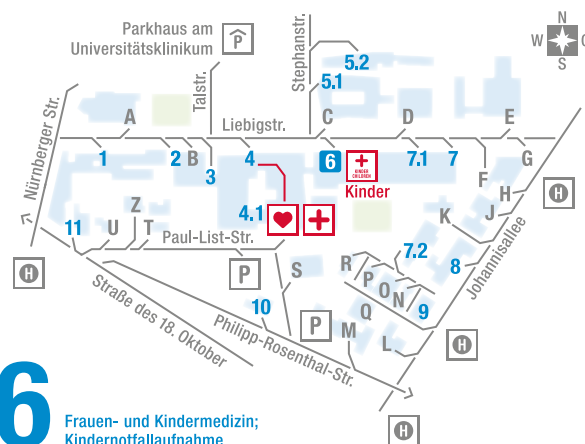 Parkhaus am
Universitätsklinikum
P
N
W
S
Stephanstr.
5.2
5.1
Talstr.
Nürnberger Str.
A
Liebigstr.
C
D
E
1
2
B
3
4
6
KINDER
CHILDREN
Kinder
7.1
7
F
G
H
H
4.1
Z
11
U
T
Paul-List-Str.
K
J
7.2
8
Johannisallee
H
P
S
R
P
O
N
9
Q
Straße des 18. Oktober
10
Philipp-Rosenthal-Str.
P
M
L
H
H
6
Frauen- und Kindermedizin;
Kindernotfallaufnahme